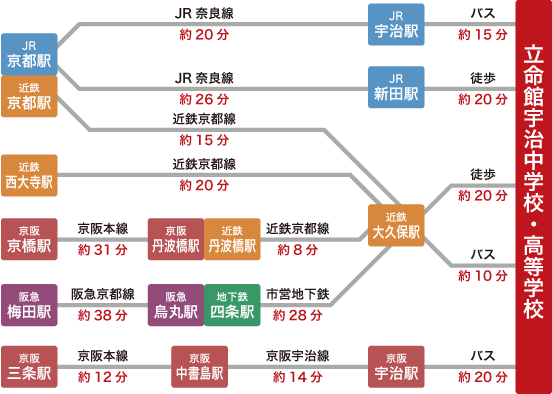 JR 奈良線
約 20 分
JR
宇治駅
バス
約 15 分
JR
京都駅
近鉄
京都駅
JR 奈良線
約 26 分
JR
新田駅
徒歩
約 20 分
近鉄京都線
約 15 分
近鉄
西大寺駅
近鉄京都線
約 20 分
京阪
京橋駅
京阪本線
約 31 分
京阪
丹波橋駅
近鉄
丹波橋駅
近鉄京都線
約 8 分
近鉄
大久保駅
徒歩
約 20 分
バス
約 10 分
阪急
梅田駅
阪急京都線
約 38 分
阪急
烏丸駅
地下鉄
四条駅
市営地下鉄
約 28 分
京阪
三条駅
京阪本線
約 12 分
京阪
中書島駅
京阪宇治線
約 14 分
京阪
宇治駅
バス
約 20 分
立命館宇治中学校・高等学校